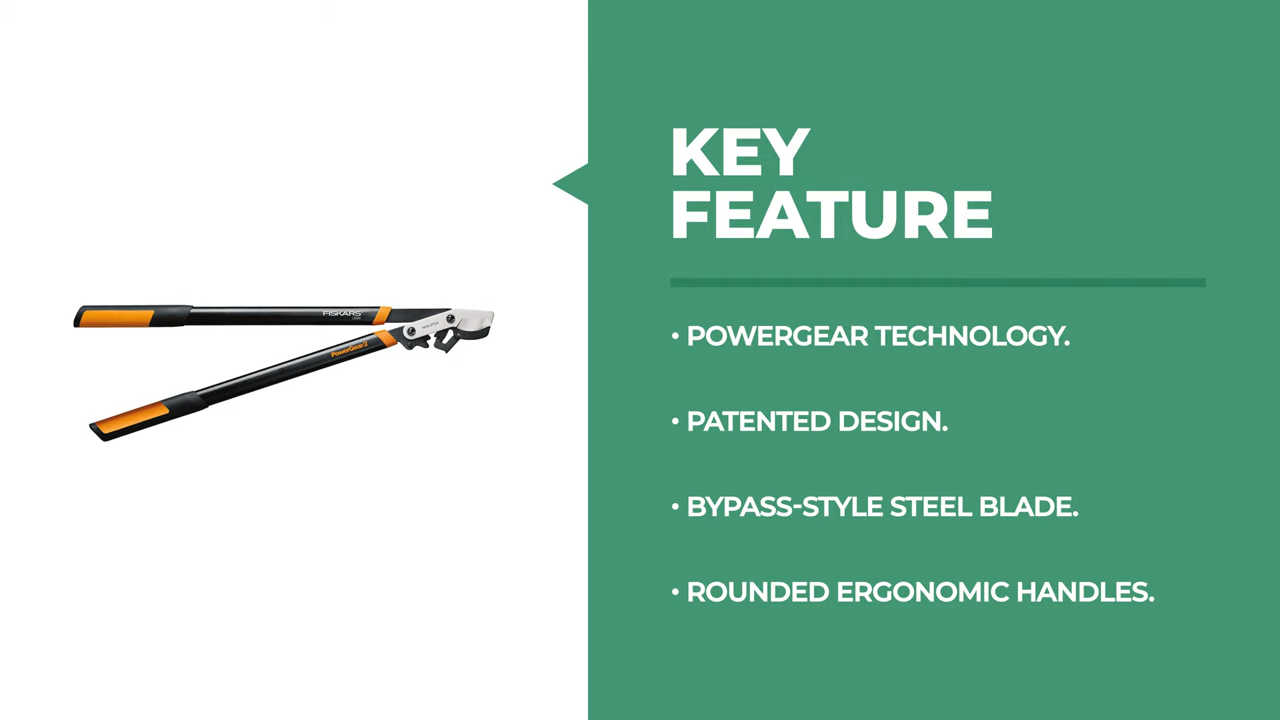 KEY
FEATURE
• POWERGEAR TECHNOLOGY.
• PATENTED DESIGN.
• BYPASS-STYLE STEEL BLADE.
• ROUNDED ERGONOMIC HANDLES.
FISKARS
PowerGear2